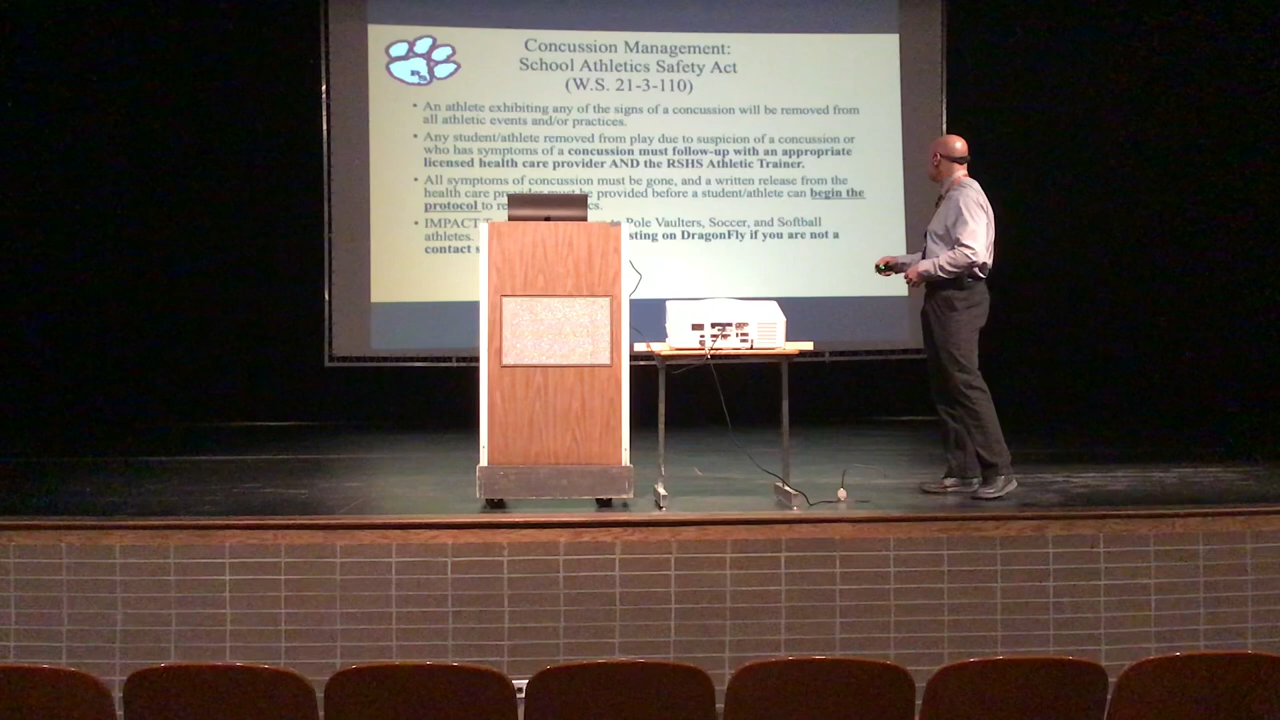 RS
Concussion Management:
School Athletics Safety Act
(W.S. 21-3-110)
• An athlete exhibiting any of the signs of a concussion will be removed from
all athletic events and/or practices.
• Any student/athlete removed from play due to suspicion of a concussion or
who has symptoms of a concussion must follow-up with an appropriate
licensed health care provider AND the RSHS Athletic Trainer.
• All symptoms of concussion must be gone, and a written release from the
health care provider must be provided before a student/athlete can begin the
protocol to
• IMPACT Pole Vaulters, Soccer, and Softball
athletes. on DragonFly if you are not a
contact